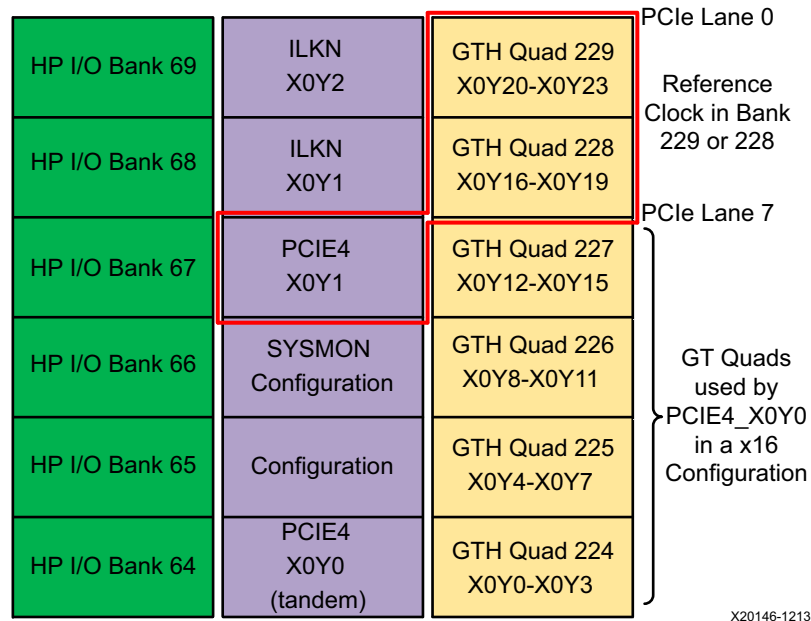 PCIe Lane 0
HP I/O Bank 69
ILKN
X0Y2
GTH Quad 229
X0Y20-X0Y23
Reference
Clock in Bank
229 or 228
HP I/O Bank 68
ILKN
X0Y1
GTH Quad 228
X0Y16-X0Y19
PCIe Lane 7
HP I/O Bank 67
PCIE4
X0Y1
GTH Quad 227
X0Y12-X0Y15
HP I/O Bank 66
SYSMON
Configuration
GTH Quad 226
X0Y8-X0Y11
GT Quads
used by
PCIE4_X0Y0
in a x16
Configuration
HP I/O Bank 65
Configuration
GTH Quad 225
X0Y4-X0Y7
HP I/O Bank 64
PCIE4
X0Y0
(tandem)
GTH Quad 224
X0Y0-X0Y3
X20146-1213